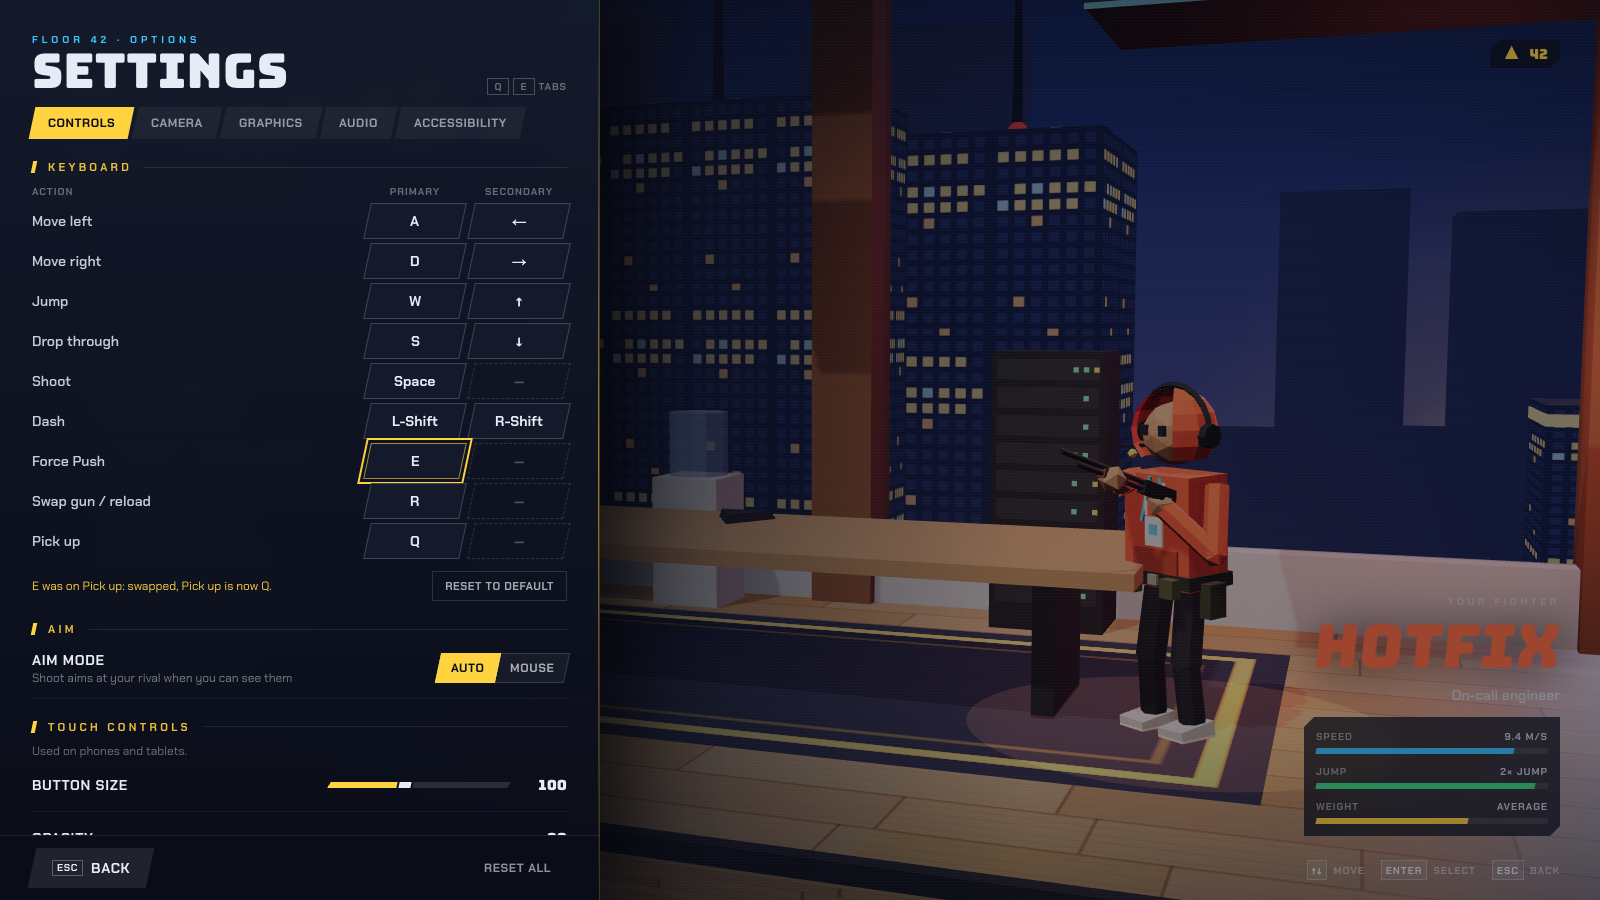 FLOOR 42 · OPTIONS
SETTINGS
Q E TABS
CONTROLS CAMERA GRAPHICS AUDIO ACCESSIBILITY
KEYBOARD
ACTION PRIMARY SECONDARY
Move left A ←
Move right D →
Jump W ↑
Drop through S ↓
Shoot Space –
Dash L-Shift R-Shift
Force Push E –
Swap gun / reload R –
Pick up Q –
E was on Pick up: swapped, Pick up is now Q.
RESET TO DEFAULT
AIM
AIM MODE
Shoot aims at your rival when you can see them
AUTO MOUSE
TOUCH CONTROLS
Used on phones and tablets.
BUTTON SIZE 100
ESC BACK
RESET ALL
42
YOUR FIGHTER
HOTFIX
On-call engineer
SPEED 9.4 M/S
JUMP 2× JUMP
WEIGHT AVERAGE
↑↓ MOVE ENTER SELECT ESC BACK